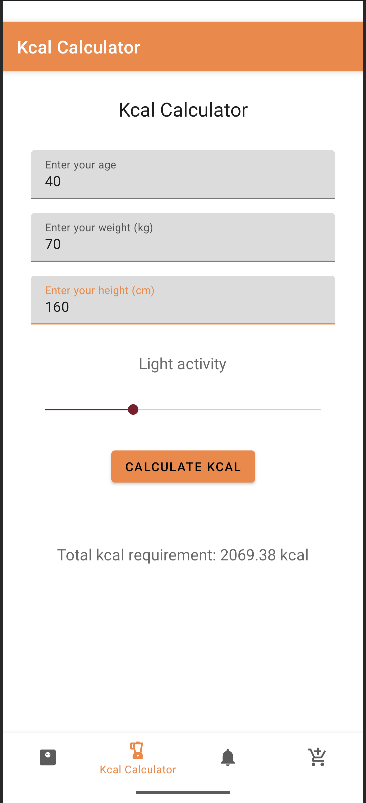 Kcal Calculator
Kcal Calculator
Enter your age
40
Enter your weight (kg)
70
Enter your height (cm)
160
Light activity
CALCULATE KCAL
Total kcal requirement: 2069.38 kcal
Kcal Calculator